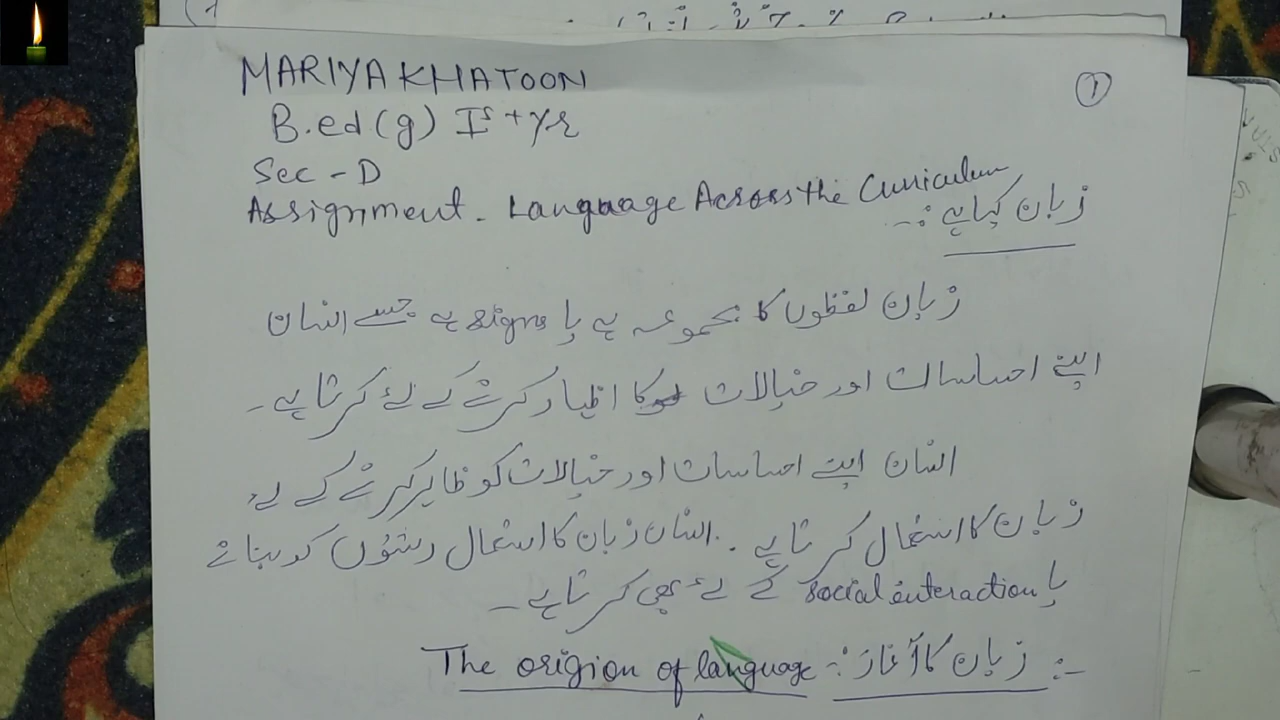 MARIYA KHATOON
①
B.ed (g) Ist yr
Sec - D
Assignment - Language Across the Curriculum
زبان کیا ہے :-
زبان لفظوں کا مجموعہ ہے یا signs ہے جسے انسان
اپنے احساسات اور خیالات کا اظہار کرنے کے لئے کرتا ہے۔
انسان اپنے احساسات اور خیالات کو ظاہر کرنے کے لئے
زبان کا استعمال کرتا ہے۔ انسان زبان کا استعمال رشتوں کو بنانے
یا social interaction کے لئے بھی کرتا ہے۔
:- زبان کا آغاز :- The origion of language